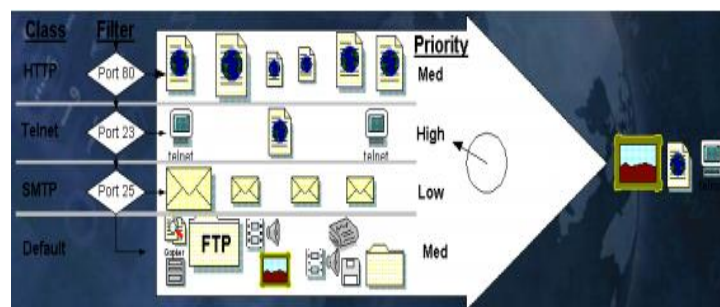 Class Filter Priority
HTTP Port 80 Med
Telnet Port 23 High
telnet telnet
SMTP Port 25 Low
Default FTP Med
Copier